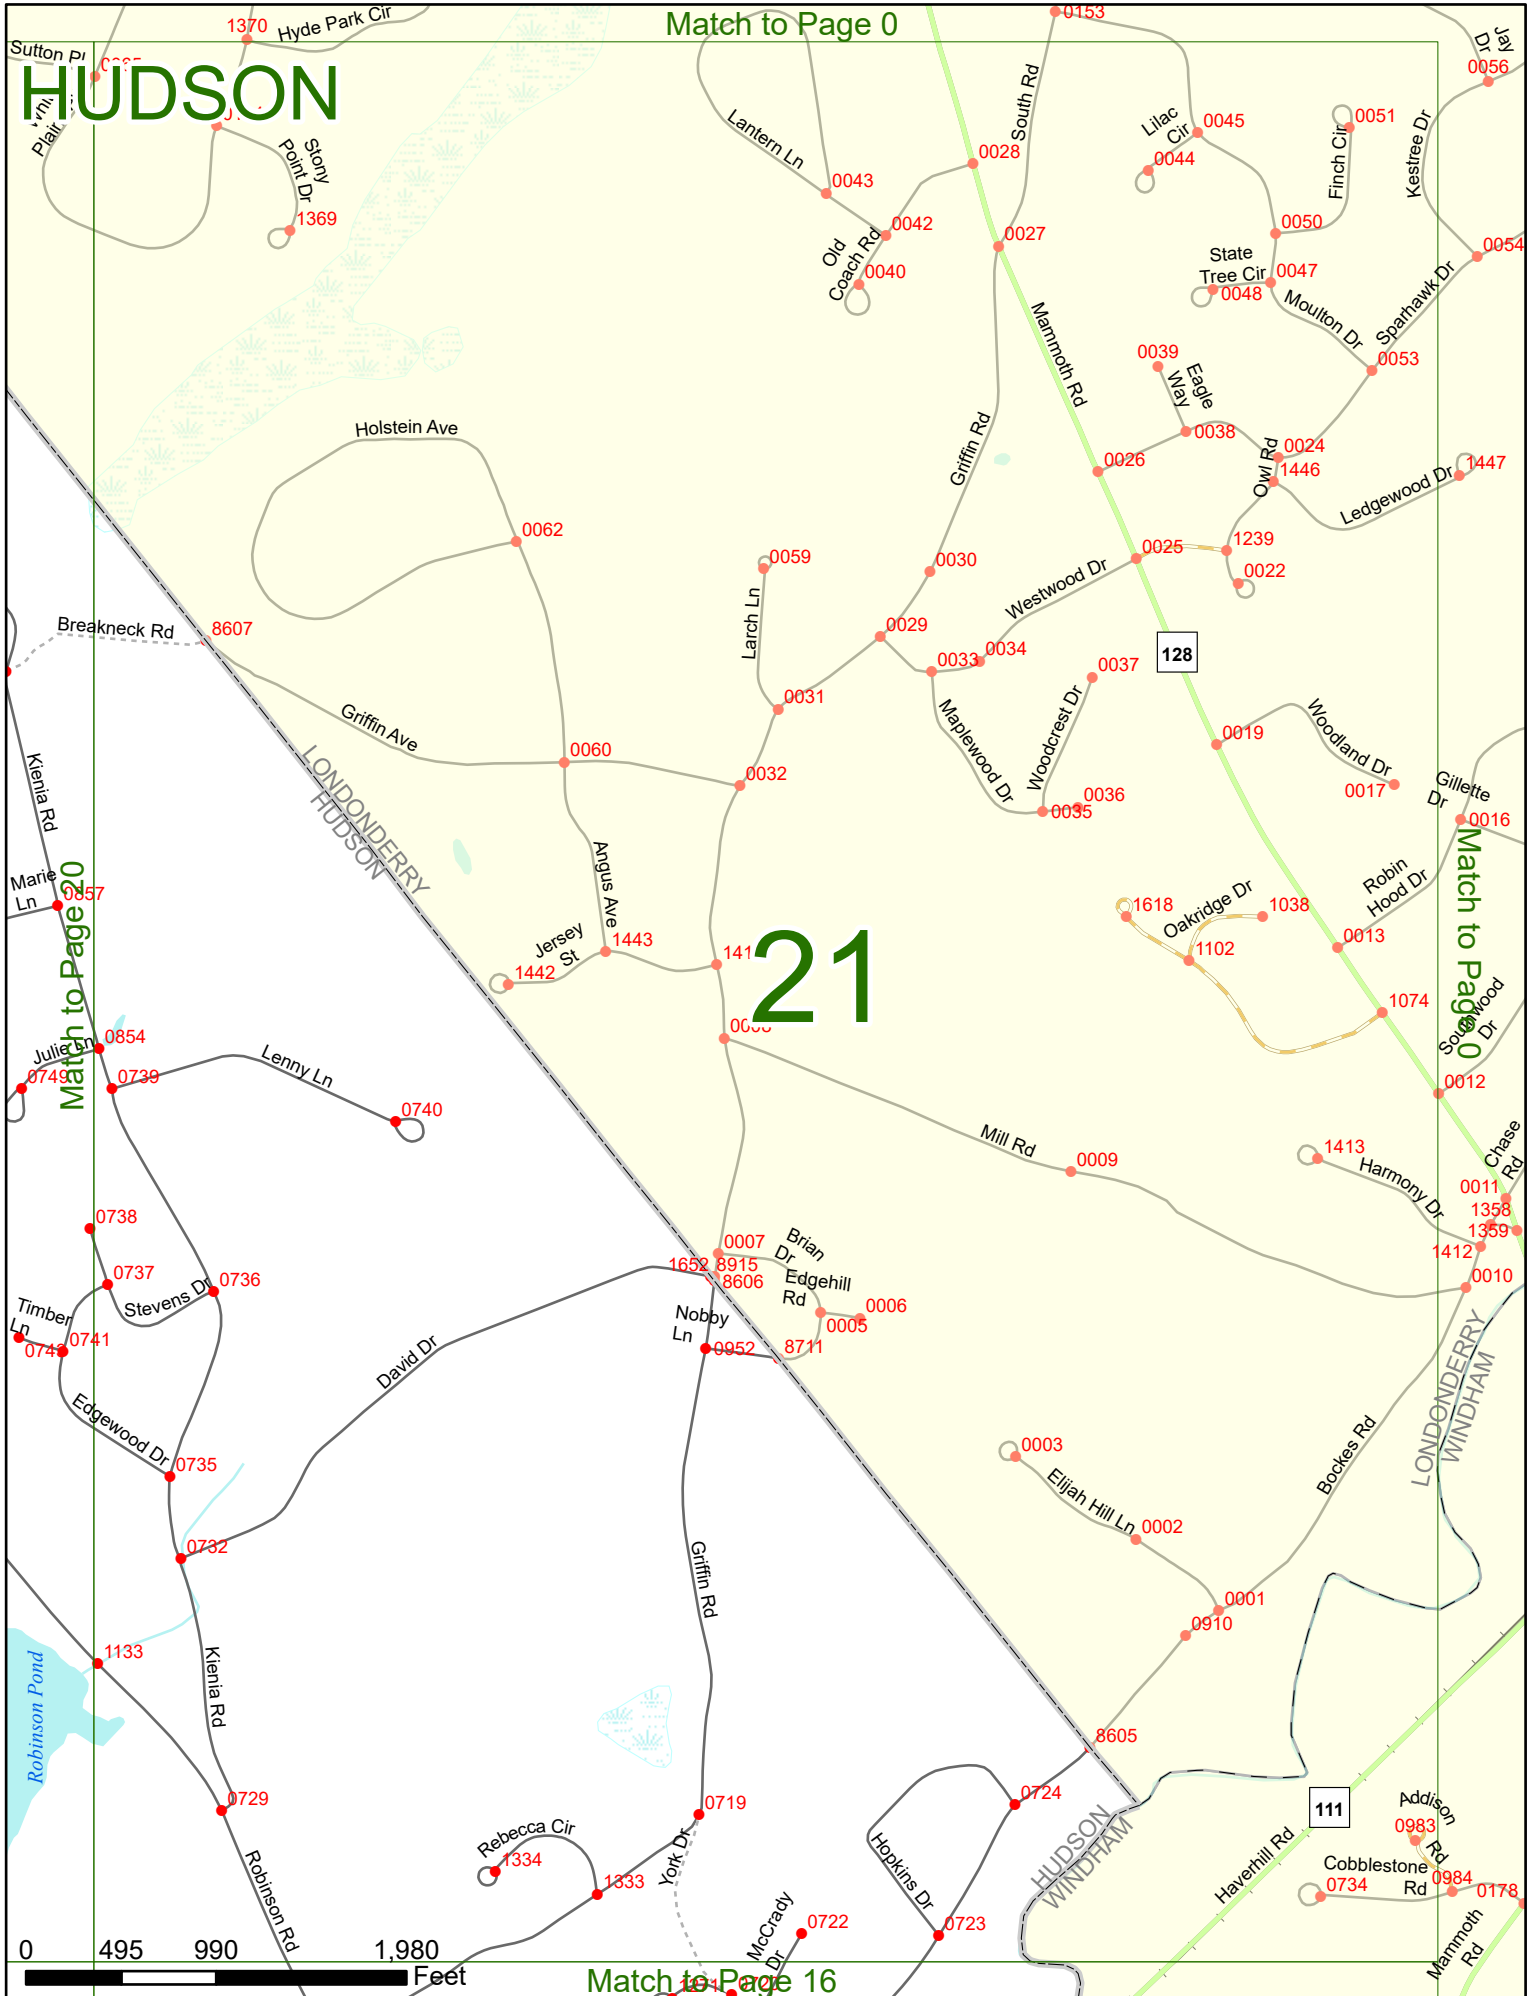 Match to Page 0
HUDSON
Sutton Pl
1370
Hyde Park Cir
Stony
Point Dr
1369
Lantern Ln
0043
0042
Old
Coach Rd
0040
0028
South Rd
0153
0027
Lilac
Cir
0045
0044
Finch Cir
0051
0050
State
Tree Cir
0047
0048
Moulton Dr
Jay
Dr
0056
Kestree Dr
0054
Sparhawk Dr
0053
Mammoth Rd
0039
Eagle
Way
0038
0026
Owl Rd
0024
1446
1447
Ledgewood Dr
Holstein Ave
0062
Griffin Rd
0059
Larch Ln
0030
0029
0025
1239
0022
Westwood Dr
0033
0034
0037
128
Breakneck Rd
8607
Griffin Ave
0031
0060
0032
Maplewood Dr
Woodcrest Dr
0036
0035
0019
Woodland Dr
0017
Gillette
Dr
0016
Kienia Rd
LONDONDERRY
HUDSON
Marie
Ln
0857
Match to Page 20
Angus Ave
Jersey
St
1443
1442
21
1618
Oakridge Dr
1038
1102
Robin
Hood Dr
0013
Match to Page 0
1074
Southwood
Dr
0012
Julie Ln
0854
0749
0739
Lenny Ln
0740
Mill Rd
0009
1413
Harmony Dr
Chase
Rd
0011
1358
1359
1412
0010
0738
0737
Stevens Dr
0736
Timber
Ln
0741
0007
1652
8915
8606
Brian
Dr
Edgehill
Rd
0006
0005
Nobby
Ln
0952
8711
David Dr
Edgewood Dr
0735
0732
LONDONDERRY
WINDHAM
Bockes Rd
0003
Elijah Hill Ln
0002
0001
0910
Griffin Rd
1133
Robinson Pond
Kienia Rd
8605
0729
0719
0724
HUDSON
WINDHAM
111
Addison
Rd
0983
Rebecca Cir
1334
1333
York Dr
Hopkins Dr
Haverhill Rd
Cobblestone
Rd
0734
0984
0178
Robinson Rd
McCrady
Dr
0722
0723
Mammoth
Rd
0 495 990 1,980
Feet
Match to Page 16